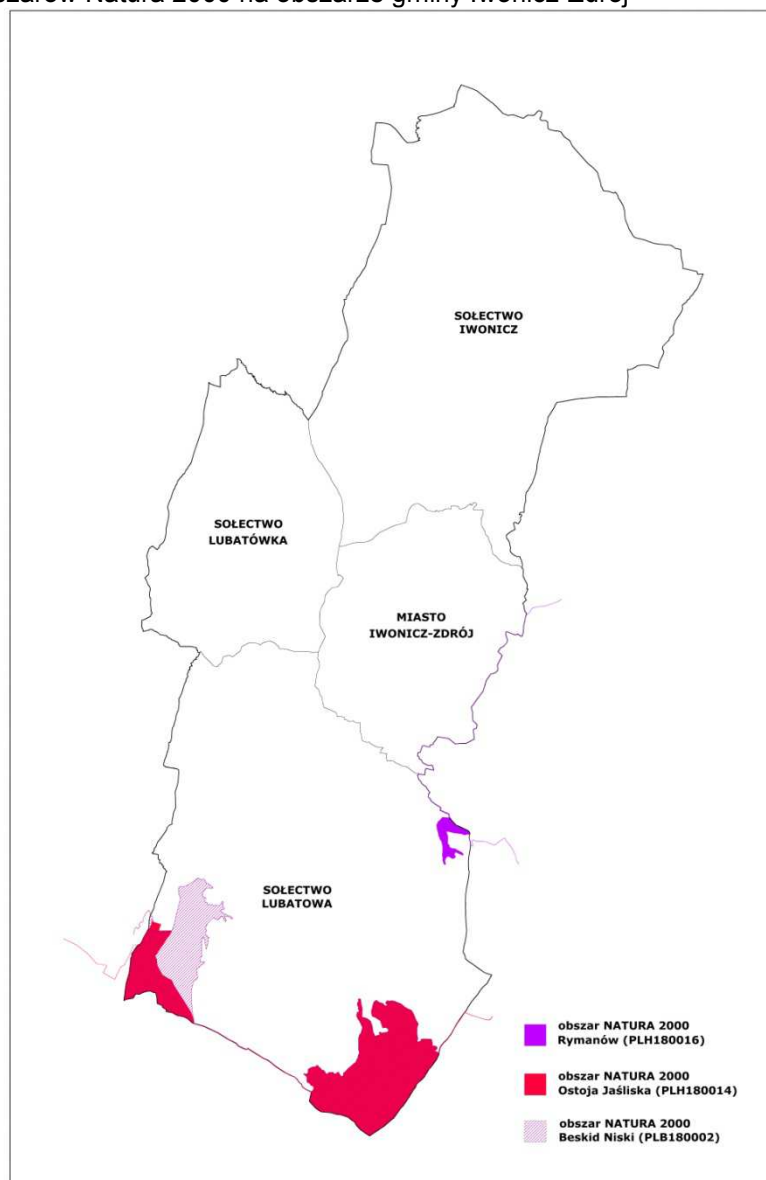 Natura 2000 na obszarze gminy Iwonicz-Zdrój
SOŁECTWO
IWONICZ
SOŁECTWO
LUBATÓWKA
MIASTO
IWONICZ-ZDRÓJ
SOŁECTWO
LUBATOWA
obszar NATURA 2000
Rymanów (PLH180016)
obszar NATURA 2000
Ostoja Jaśliska (PLH180014)
obszar NATURA 2000
Beskid Niski (PLB180002)